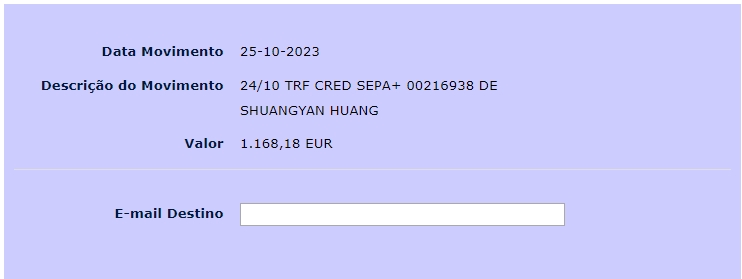 Data Movimento 25-10-2023
Descrição do Movimento 24/10 TRF CRED SEPA+ 00216938 DE
SHUANGYAN HUANG
Valor 1.168,18 EUR
E-mail Destino